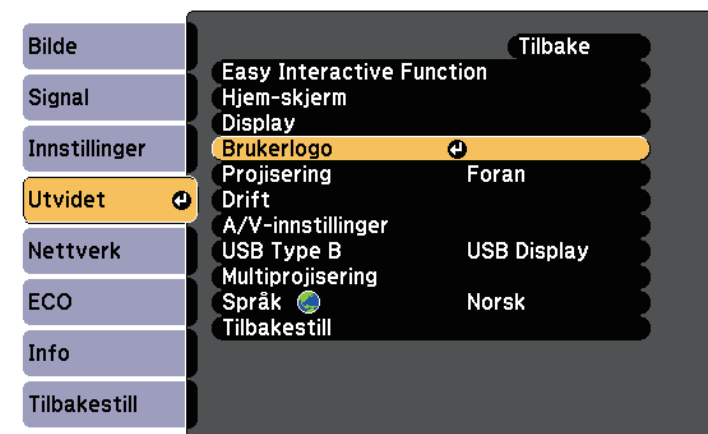 Bilde
Signal
Innstillinger
Utvidet
Nettverk
ECO
Info
Tilbakestill
Tilbake
Easy Interactive Function
Hjem-skjerm
Display
Brukerlogo
Projisering Foran
Drift
A/V-innstillinger
USB Type B USB Display
Multiprojisering
Språk Norsk
Tilbakestill